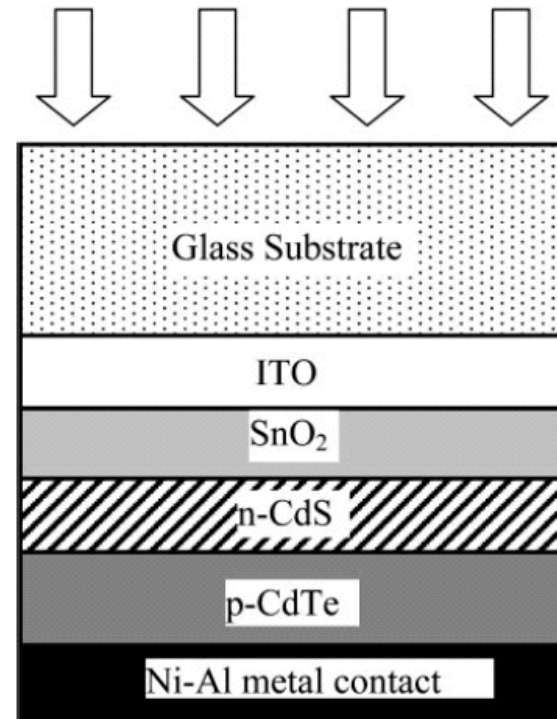 Glass Substrate
ITO
SnO₂
n-CdS
p-CdTe
Ni-Al metal contact